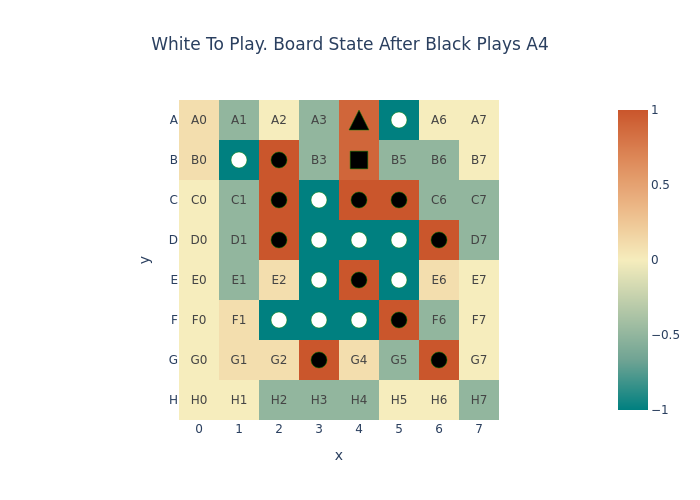 White To Play. Board State After Black Plays A4
A A0 A1 A2 A3 A6 A7
B B0 B3 B5 B6 B7
C C0 C1 C6 C7
D D0 D1 D7
E E0 E1 E2 E6 E7
F F0 F1 F6 F7
G G0 G1 G2 G4 G5 G7
H H0 H1 H2 H3 H4 H5 H6 H7
0 1 2 3 4 5 6 7
x
y
1
0.5
0
−0.5
−1